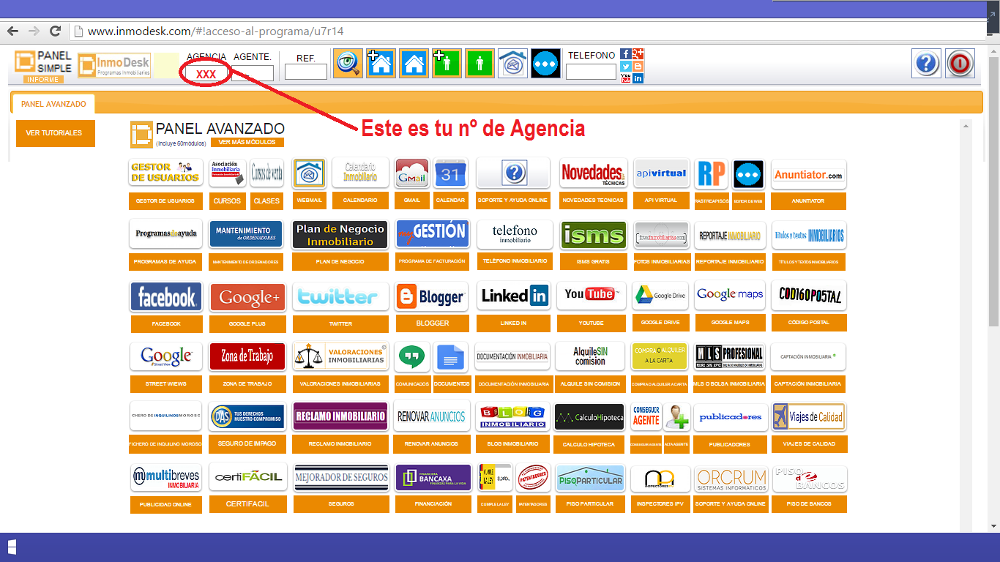 www.inmodesk.com/#!acceso-al-programa/u7r14
PANEL SIMPLE
INFORME
InmoDesk
Programas Inmobiliarios
AGENCIA
AGENTE.
REF.
TELEFONO
XXX
PANEL AVANZADO
Este es tu nº de Agencia
VER TUTORIALES
PANEL AVANZADO
(Incluye 60módulos)
VER MÁS MÓDULOS
GESTOR DE USUARIOS
Asociación Inmobiliaria
Cursos de venta
Calendario Inmobiliario
Gmail
31
Novedades TÉCNICAS
apivirtual
RP
Anuntiator.com
GESTOR DE USUARIOS
CURSOS
CLASES
WEBMAIL
CALENDARIO
GMAIL
CALENDAR
SOPORTE Y AYUDA ONLINE
NOVEDADES TECNICAS
API VIRTUAL
RASTREAPISOS
EDITOR DE WEB
ANUNTIATOR
Programas de ayuda
MANTENIMIENTO de ORDENADORES
Plan de Negocio Inmobiliario
GESTIÓN
telefono inmobiliario
isms
fotosinmobiliarias.com
REPORTAJE INMOBILIARIO
Títulos y textos INMOBILIARIOS
PROGRAMAS DE AYUDA
MANTENIMIENTO DE ORDENADORES
PLAN DE NEGOCIO
PROGRAMA DE FACTURACIÓN
TELÉFONO INMOBILIARIO
ISMS GRATIS
FOTOS INMOBILIARIAS
REPORTAJE INMOBILIARIO
TÍTULOS Y TEXTOS INMOBILIARIOS
facebook
Google+
twitter
Blogger
Linked in
You Tube
Google Drive
Google maps
CÓDIGO POSTAL
FACEBOOK
GOOGLE PLUS
TWITTER
BLOGGER
LINKED IN
YOUTUBE
GOOGLE DRIVE
GOOGLE MAPS
CÓDIGO POSTAL
Google Street View
Zona de Trabajo
VALORACIONES INMOBILIARIAS ©
DOCUMENTACIÓN INMOBILIARIA
AlquileSIN comision
COMPRA O ALQUILER A LA CARTA
MLS PROFESIONAL
CAPTACIÓN INMOBILIARIA
STREET WIEWS
ZONA DE TRABAJO
VALORACIONES INMOBILIARIAS
COMUNICADOS
DOCUMENTOS
DOCUMENTACIÓN INMOBILIARIA
ALQUILE SIN COMISION
COMPRA O ALQUILER A CARTA
MLS O BOLSA INMOBILIARIA
CAPTACIÓN INMOBILIARIA
CHERO DE INQUILINOS MOROSO
DAS TUS DERECHOS NUESTRO COMPROMISO
RECLAMO INMOBILIARIO
RENOVAR ANUNCIOS
BLOG INMOBILIARIO
CalculoHipoteca
CONSEGUER AGENTE
publicadores
Viajes de Calidad
FICHERO DE INQUILINO MOROSO
SEGURO DE IMPAGO
RECLAMO INMOBILIARIO
RENOVAR ANUNCIOS
BLOG INMOBILIARIO
CALCULO HIPOTECA
CONSEGUIR AGENTE
ALTA AGENTE
PUBLICADORES
VIAJES DE CALIDAD
multibreves INMOBILIARIA
certiFÁCIL
MEJORADOR DE SEGUROS
FINANCIERA BANCAXA FINANZAS PARA LA VIDA
CUMPLE LA LEY
PATENTADORES
PISOPARTICULAR
INSPECTORES IPV
ORCRUM SISTEMAS INFORMATICOS
PISO BANCOS
PUBLICIDAD ONLINE
CERTIFACIL
SEGUROS
FINANCIACIÓN
CUMPLE LA LEY
PATENTADORES
PISO PARTICULAR
INSPECTORES IPV
SOPORTE Y AYUDA ONLINE
PISO DE BANCOS